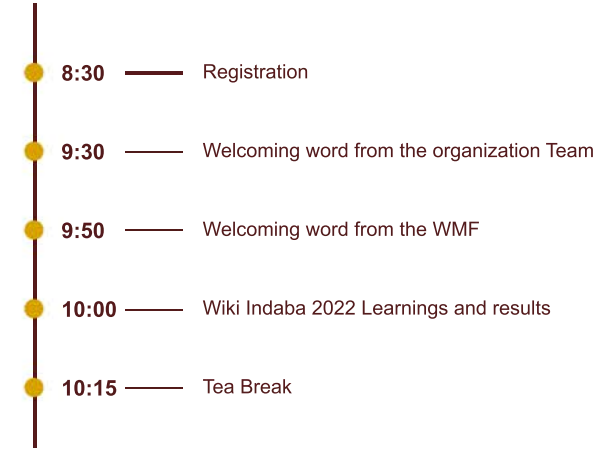 8:30 Registration
9:30 Welcoming word from the organization Team
9:50 Welcoming word from the WMF
10:00 Wiki Indaba 2022 Learnings and results
10:15 Tea Break